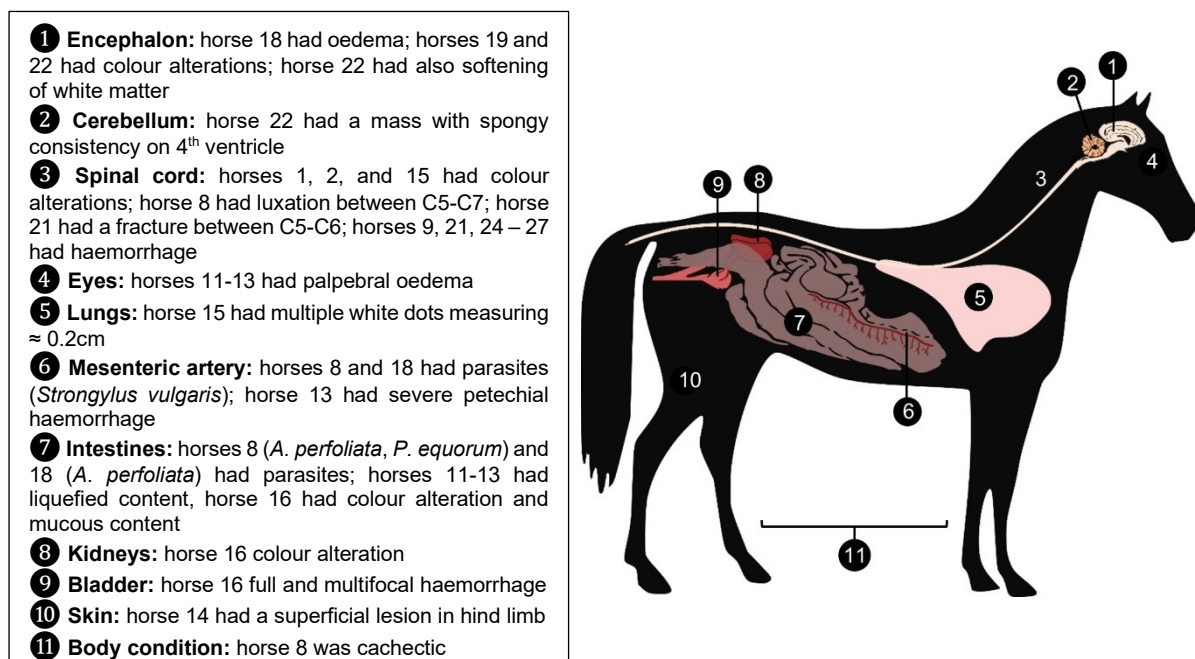 ❶ Encephalon: horse 18 had oedema; horses 19 and
22 had colour alterations; horse 22 had also softening
of white matter
❷ Cerebellum: horse 22 had a mass with spongy
consistency on 4th ventricle
❸ Spinal cord: horses 1, 2, and 15 had colour
alterations; horse 8 had luxation between C5-C7; horse
21 had a fracture between C5-C6; horses 9, 21, 24 – 27
had haemorrhage
❹ Eyes: horses 11-13 had palpebral oedema
❺ Lungs: horse 15 had multiple white dots measuring
≈ 0.2cm
❻ Mesenteric artery: horses 8 and 18 had parasites
(Strongylus vulgaris); horse 13 had severe petechial
haemorrhage
❼ Intestines: horses 8 (A. perfoliata, P. equorum) and
18 (A. perfoliata) had parasites; horses 11-13 had
liquefied content, horse 16 had colour alteration and
mucous content
❽ Kidneys: horse 16 colour alteration
❾ Bladder: horse 16 full and multifocal haemorrhage
❿ Skin: horse 14 had a superficial lesion in hind limb
⓫ Body condition: horse 8 was cachectic
1
2
4
3
9
8
5
7
10
6
11